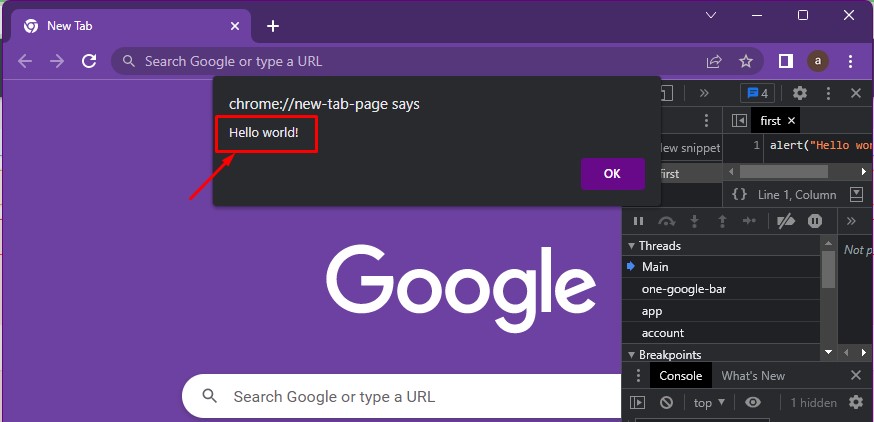 New Tab
Search Google or type a URL
a
chrome://new-tab-page says
Hello world!
OK
4
first
1 alert("Hello wor
ew snippet
first
{} Line 1, Column
Threads
Main
Not p
one-google-bar
app
account
Breakpoints
Google
Search Google or type a URL
Console What's New
top 1 hidden